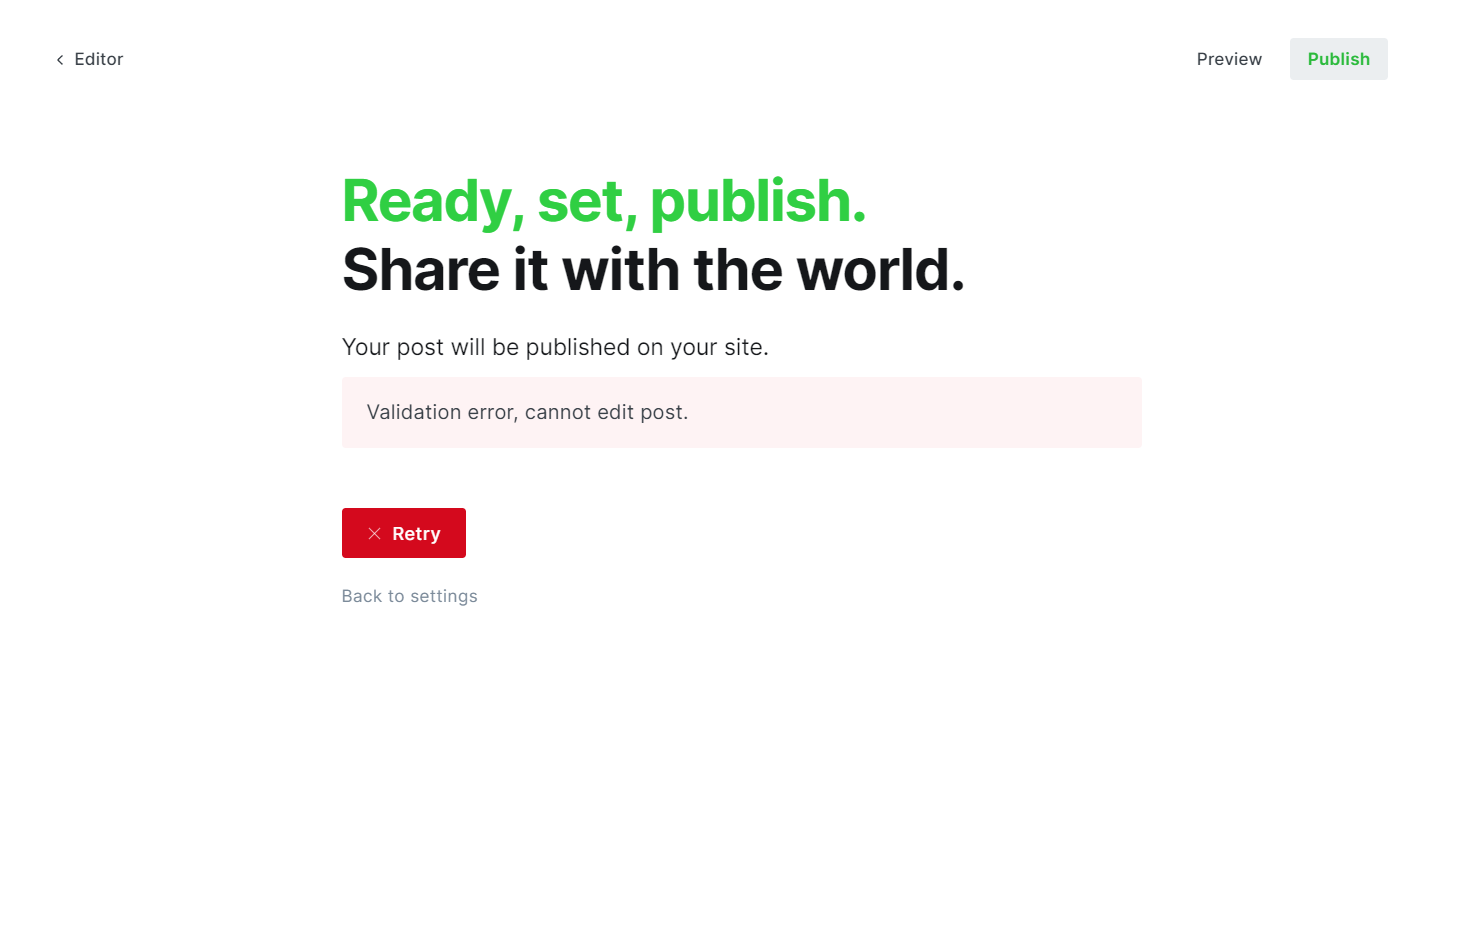 Editor
Preview
Publish
Ready, set, publish.
Share it with the world.
Your post will be published on your site.
Validation error, cannot edit post.
Retry
Back to settings